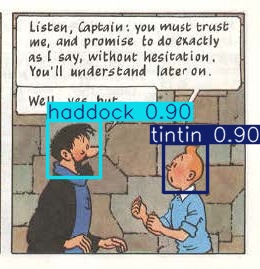 Listen, Captain: you must trust
me, and promise to do exactly
as I say, without hesitation.
You'll understand later on.
Well, yes, but
haddock 0.90
tintin 0.90